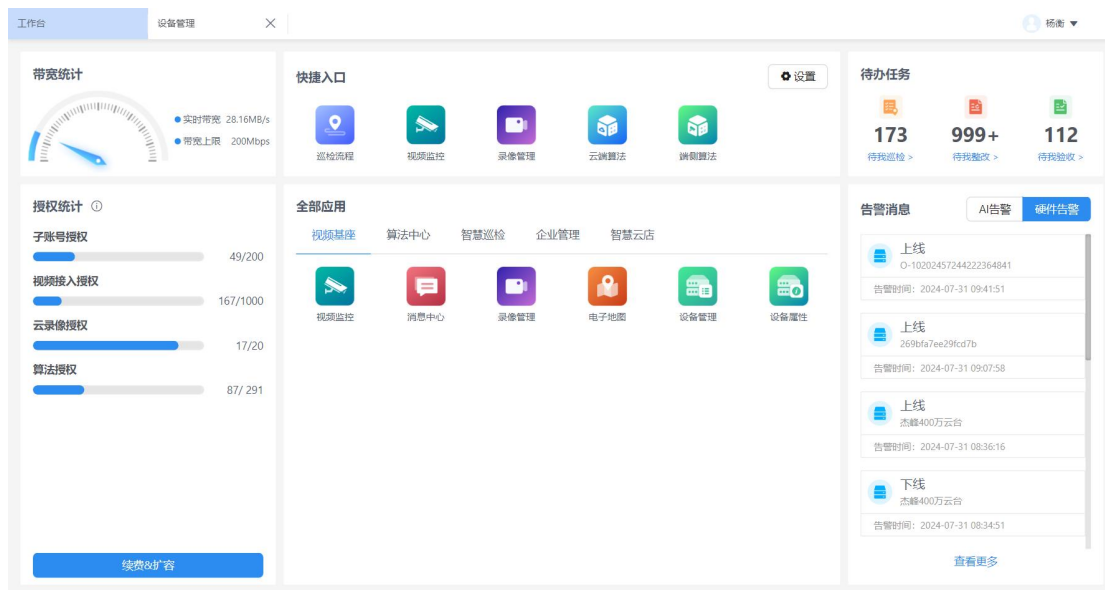 工作台
设备管理
杨衡
带宽统计
实时带宽 28.16MB/s
带宽上限 200Mbps
快捷入口
设置
巡检流程
视频监控
录像管理
云端算法
端侧算法
待办任务
173
999+
112
待我巡检 >
待我整改 >
待我验收 >
授权统计
子账号授权
49/200
视频接入授权
167/1000
云录像授权
17/20
算法授权
87/ 291
续费&扩容
全部应用
视频基座
算法中心
智慧巡检
企业管理
智慧云店
视频监控
消息中心
录像管理
电子地图
设备管理
设备属性
告警消息
AI告警
硬件告警
上线
O-10202457244222364841
告警时间：2024-07-31 09:41:51
上线
269bfa7ee29fcd7b
告警时间：2024-07-31 09:07:58
上线
杰峰400万云台
告警时间：2024-07-31 08:36:16
下线
杰峰400万云台
告警时间：2024-07-31 08:34:51
查看更多